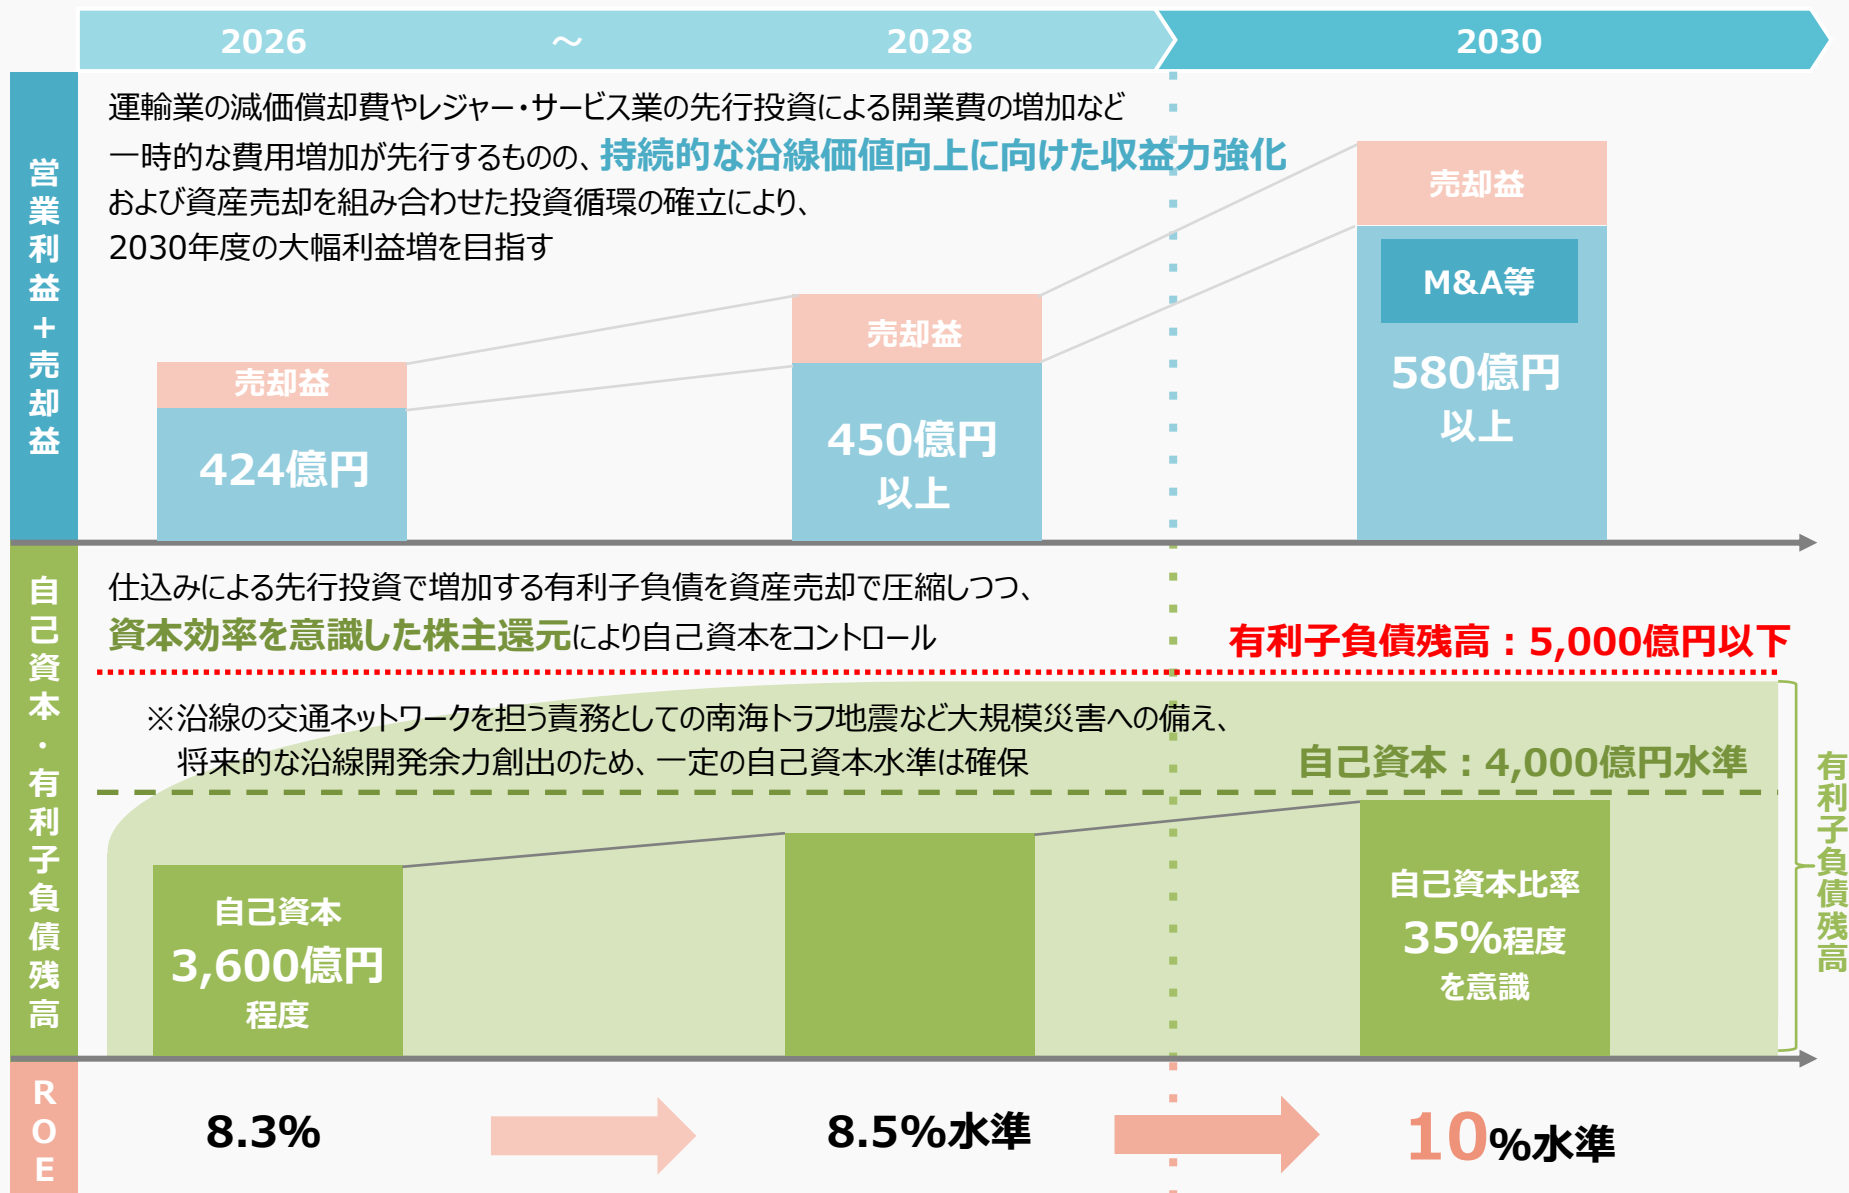 2026 ～ 2028 2030
営業利益＋売却益
運輸業の減価償却費やレジャー・サービス業の先行投資による開業費の増加など
一時的な費用増加が先行するものの、持続的な沿線価値向上に向けた収益力強化
および資産売却を組み合わせた投資循環の確立により、
2030年度の大幅利益増を目指す
売却益
424億円
売却益
450億円
以上
売却益
M&A等
580億円
以上
自己資本・有利子負債残高
仕込みによる先行投資で増加する有利子負債を資産売却で圧縮しつつ、
資本効率を意識した株主還元により自己資本をコントロール
有利子負債残高：5,000億円以下
※沿線の交通ネットワークを担う責務としての南海トラフ地震など大規模災害への備え、
将来的な沿線開発余力創出のため、一定の自己資本水準は確保
自己資本：4,000億円水準
自己資本
3,600億円
程度
自己資本比率
35%程度
を意識
有利子負債残高
ROE
8.3%
8.5%水準
10%水準